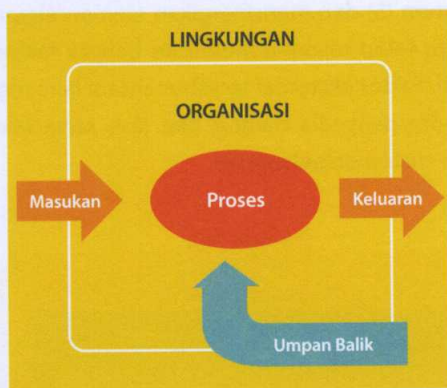 LINGKUNGAN
ORGANISASI
Masukan
Proses
Keluaran
Umpan Balik